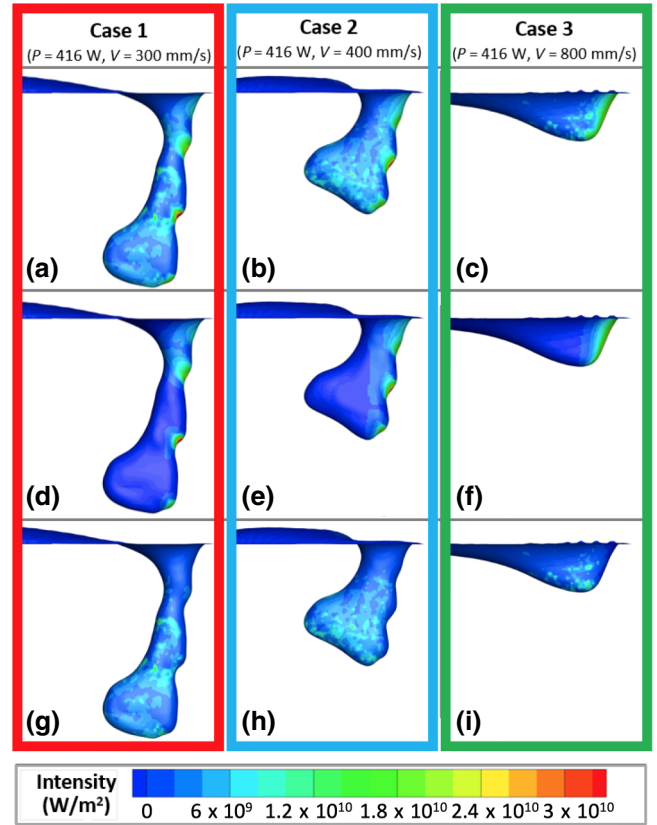 Case 1
(P = 416 W, V = 300 mm/s)
Case 2
(P = 416 W, V = 400 mm/s)
Case 3
(P = 416 W, V = 800 mm/s)
(a)
(b)
(c)
(d)
(e)
(f)
(g)
(h)
(i)
Intensity
(W/m²)
0 6 x 10⁹ 1.2 x 10¹⁰ 1.8 x 10¹⁰ 2.4 x 10¹⁰ 3 x 10¹⁰